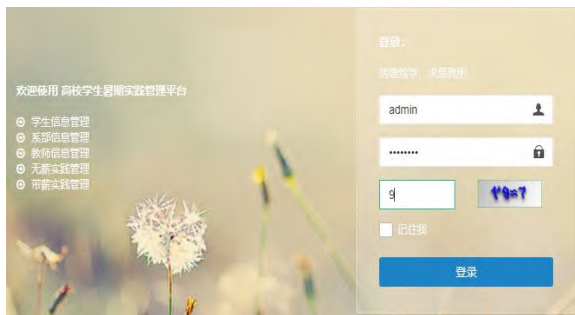 欢迎使用 高校学生暑期实践管理平台
学生信息管理
系部信息管理
教师信息管理
无薪实践管理
带薪实践管理
登录：
admin
••••••••
9
1*9=?
记住我
登录